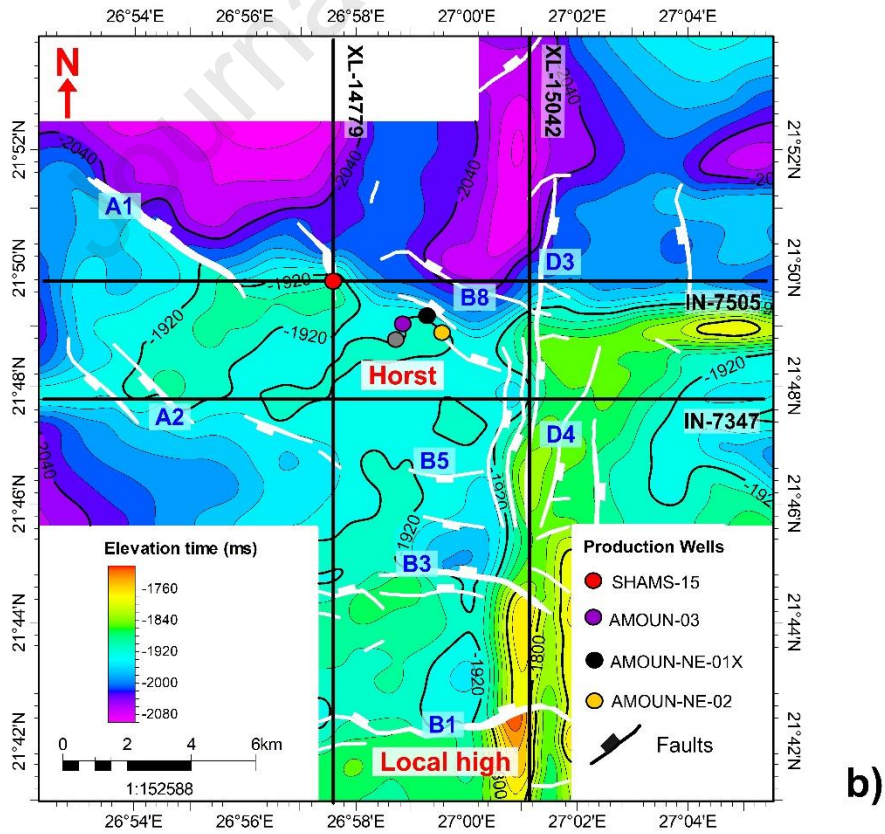 26°54'E 26°56'E 26°58'E 27°00'E 27°02'E 27°04'E
N
XL-14779
XL-15042
21°52'N
21°52'N
-2040
-2040
-2040
A1
21°50'N
21°50'N
-1920
D3
B8
IN-7505
-1920
-1920
21°48'N
21°48'N
Horst
-1920
A2
IN-7347
D4
-2040
B5
21°46'N
21°46'N
-1920
-1920
-1920
Elevation time (ms)
-1760
-1840
-1920
-2000
-2080
0 2 4 6km
1:152588
B3
21°44'N
21°44'N
-1800
-1920
B1
21°42'N
21°42'N
Local high
Production Wells
SHAMS-15
AMOUN-03
AMOUN-NE-01X
AMOUN-NE-02
Faults
26°54'E 26°56'E 26°58'E 27°00'E 27°02'E 27°04'E
b)